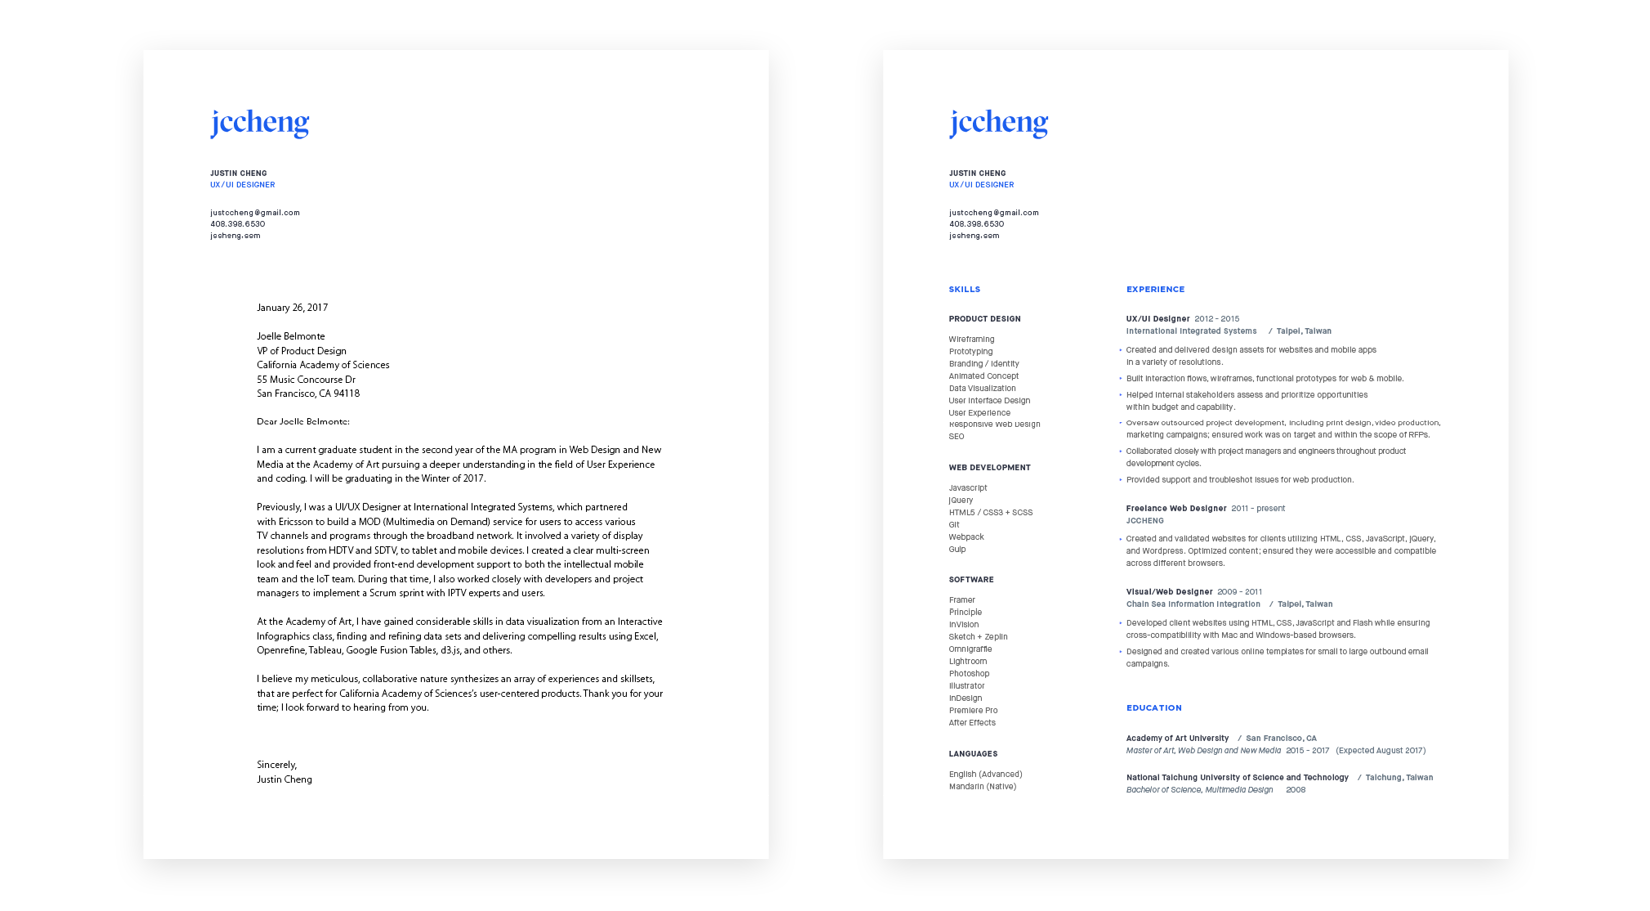 jccheng
JUSTIN CHENG
UX/UI DESIGNER
justccheng@gmail.com
408.398.6530
January 26, 2017
Joelle Belmonte
VP of Product Design
California Academy of Sciences
55 Music Concourse Dr
San Francisco, CA 94118
Dear Joelle Belmonte:
I am a current graduate student in the second year of the MA program in Web Design and New
Media at the Academy of Art pursuing a deeper understanding in the field of User Experience
and coding. I will be graduating in the Winter of 2017.
Previously, I was a UI/UX Designer at International Integrated Systems, which partnered
with Ericsson to build a MOD (Multimedia on Demand) service for users to access various
TV channels and programs through the broadband network. It involved a variety of display
resolutions from HDTV and SDTV, to tablet and mobile devices. I created a clear multi-screen
look and feel and provided front-end development support to both the intellectual mobile
team and the IoT team. During that time, I also worked closely with developers and project
managers to implement a Scrum sprint with IPTV experts and users.
At the Academy of Art, I have gained considerable skills in data visualization from an Interactive
Infographics class, finding and refining data sets and delivering compelling results using Excel,
Openrefine, Tableau, Google Fusion Tables, d3.js, and others.
I believe my meticulous, collaborative nature synthesizes an array of experiences and skillsets,
that are perfect for California Academy of Sciences's user-centered products. Thank you for your
time; I look forward to hearing from you.
Sincerely,
Justin Cheng
jccheng
JUSTIN CHENG
UX/UI DESIGNER
justccheng@gmail.com
408.398.6530
SKILLS
PRODUCT DESIGN
Wireframing
Prototyping
Branding / Identity
Animated Concept
Data Visualization
User Interface Design
User Experience
Responsive Web Design
SEO
WEB DEVELOPMENT
Javascript
jQuery
HTML5 / CSS3 + SCSS
Git
Webpack
Gulp
SOFTWARE
Framer
Principle
InVision
Sketch + Zeplin
Omnigraffle
Lightroom
Photoshop
Illustrator
InDesign
Premiere Pro
After Effects
LANGUAGES
English (Advanced)
Mandarin (Native)
EXPERIENCE
UX/UI Designer 2012 - 2015
International Integrated Systems / Taipei, Taiwan
• Created and delivered design assets for websites and mobile apps
in a variety of resolutions.
• Built interaction flows, wireframes, functional prototypes for web & mobile.
• Helped internal stakeholders assess and prioritize opportunities
within budget and capability.
• Oversaw outsourced project development, including print design, video production,
marketing campaigns; ensured work was on target and within the scope of RFPs.
• Collaborated closely with project managers and engineers throughout product
development cycles.
• Provided support and troubleshot issues for web production.
Freelance Web Designer 2011 - present
JCCHENG
• Created and validated websites for clients utilizing HTML, CSS, JavaScript, jQuery,
and Wordpress. Optimized content; ensured they were accessible and compatible
across different browsers.
Visual/Web Designer 2009 - 2011
Chain Sea Information Integration / Taipei, Taiwan
• Developed client websites using HTML, CSS, JavaScript and Flash while ensuring
cross-compatibility with Mac and Windows-based browsers.
• Designed and created various online templates for small to large outbound email
campaigns.
EDUCATION
Academy of Art University / San Francisco, CA
Master of Art, Web Design and New Media 2015 - 2017 (Expected August 2017)
National Taichung University of Science and Technology / Taichung, Taiwan
Bachelor of Science, Multimedia Design 2008